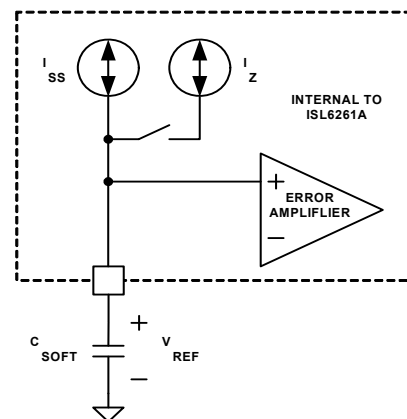 I
SS
I
Z
INTERNAL TO
ISL6261A
+
ERROR
AMPLIFLIER
−
C
SOFT
+
V
REF
−